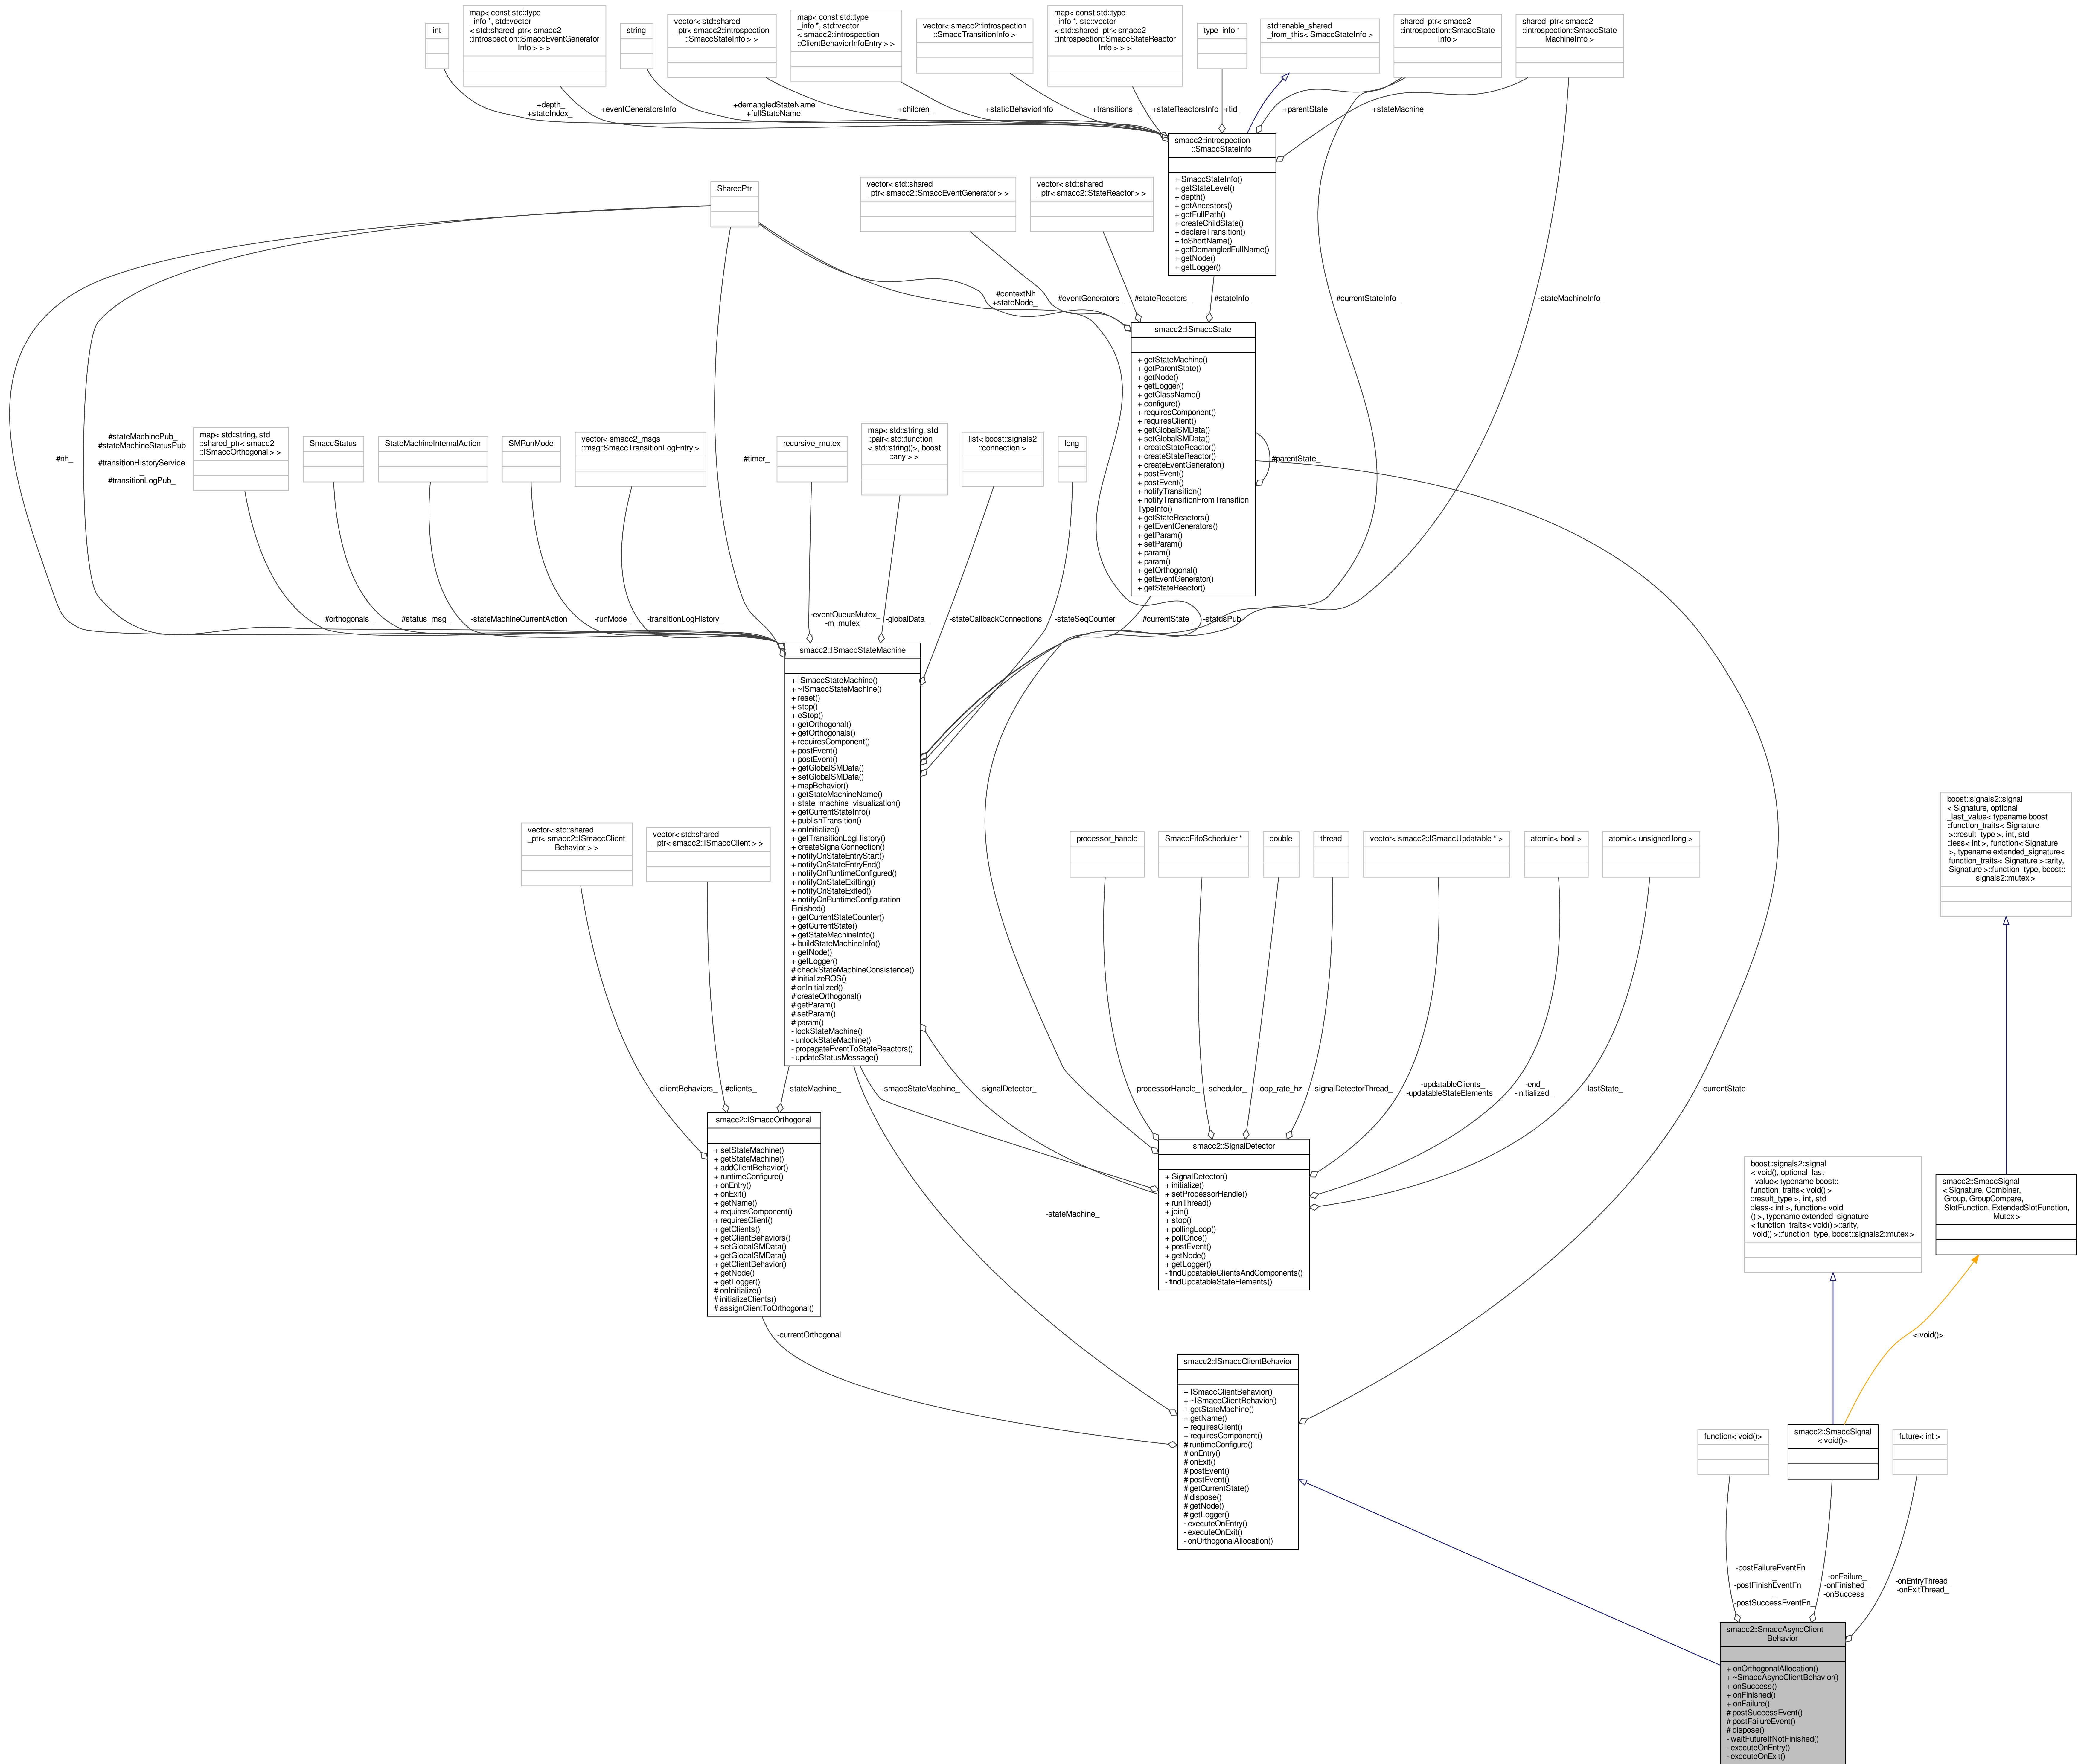 int
map< const std::type
_info *, std::vector
< std::shared_ptr< smacc2
::introspection::SmaccEventGenerator
Info > > >
string
vector< std::shared
_ptr< smacc2::introspection
::SmaccStateInfo > >
map< const std::type
_info *, std::vector
< smacc2::introspection
::ClientBehaviorInfoEntry > >
vector< smacc2::introspection
::SmaccTransitionInfo >
map< const std::type
_info *, std::vector
< std::shared_ptr< smacc2
::introspection::SmaccStateReactor
Info > > >
type_info *
std::enable_shared
_from_this< SmaccStateInfo >
shared_ptr< smacc2
::introspection::SmaccState
Info >
shared_ptr< smacc2
::introspection::SmaccState
MachineInfo >
+depth_
+stateIndex_
+eventGeneratorsInfo
+demangledStateName
+fullStateName
+children_
+staticBehaviorInfo
+transitions_
+stateReactorsInfo
+tid_
+parentState_
+stateMachine_
smacc2::introspection
::SmaccStateInfo
+ SmaccStateInfo()
+ getStateLevel()
+ depth()
+ getAncestors()
+ getFullPath()
+ createChildState()
+ declareTransition()
+ toShortName()
+ getDemangledFullName()
+ getNode()
+ getLogger()
SharedPtr
vector< std::shared
_ptr< smacc2::SmaccEventGenerator > >
vector< std::shared
_ptr< smacc2::StateReactor > >
#contextNh
+stateNode_
#eventGenerators_
#stateReactors_
#stateInfo_
#currentStateInfo_
-stateMachineInfo_
smacc2::ISmaccState
+ getStateMachine()
+ getParentState()
+ getNode()
+ getLogger()
+ getClassName()
+ configure()
+ requiresComponent()
+ requiresClient()
+ getGlobalSMData()
+ setGlobalSMData()
+ createStateReactor()
+ createStateReactor()
+ createEventGenerator()
+ postEvent()
+ postEvent()
+ notifyTransition()
+ notifyTransitionFromTransition
TypeInfo()
+ getStateReactors()
+ getEventGenerators()
+ getParam()
+ setParam()
+ param()
+ param()
+ getOrthogonal()
+ getEventGenerator()
+ getStateReactor()
#parentState_
#nh_
#stateMachinePub_
#stateMachineStatusPub
_
#transitionHistoryService
_
#transitionLogPub_
map< std::string, std
::shared_ptr< smacc2
::ISmaccOrthogonal > >
SmaccStatus
StateMachineInternalAction
SMRunMode
vector< smacc2_msgs
::msg::SmaccTransitionLogEntry >
#timer_
recursive_mutex
map< std::string, std
::pair< std::function
< std::string()>, boost
::any > >
list< boost::signals2
::connection >
long
#orthogonals_
#status_msg_
-stateMachineCurrentAction
-runMode_
-transitionLogHistory_
-eventQueueMutex_
-m_mutex_
-globalData_
-stateCallbackConnections
-stateSeqCounter_
#currentState_
-statusPub_
smacc2::ISmaccStateMachine
+ ISmaccStateMachine()
+ ~ISmaccStateMachine()
+ reset()
+ stop()
+ eStop()
+ getOrthogonal()
+ getOrthogonals()
+ requiresComponent()
+ postEvent()
+ postEvent()
+ getGlobalSMData()
+ setGlobalSMData()
+ mapBehavior()
+ getStateMachineName()
+ state_machine_visualization()
+ getCurrentStateInfo()
+ publishTransition()
+ onInitialize()
+ getTransitionLogHistory()
+ createSignalConnection()
+ notifyOnStateEntryStart()
+ notifyOnStateEntryEnd()
+ notifyOnRuntimeConfigured()
+ notifyOnStateExitting()
+ notifyOnStateExited()
+ notifyOnRuntimeConfiguration
Finished()
+ getCurrentStateCounter()
+ getCurrentState()
+ getStateMachineInfo()
+ buildStateMachineInfo()
+ getNode()
+ getLogger()
# checkStateMachineConsistence()
# initializeROS()
# onInitialized()
# createOrthogonal()
# getParam()
# setParam()
# param()
- lockStateMachine()
- unlockStateMachine()
- propagateEventToStateReactors()
- updateStatusMessage()
vector< std::shared
_ptr< smacc2::ISmaccClient
Behavior > >
vector< std::shared
_ptr< smacc2::ISmaccClient > >
processor_handle
SmaccFifoScheduler *
double
thread
vector< smacc2::ISmaccUpdatable * >
atomic< bool >
atomic< unsigned long >
boost::signals2::signal
< Signature, optional
_last_value< typename boost
::function_traits< Signature
>::result_type >, int, std
::less< int >, function< Signature
>, typename extended_signature<
function_traits< Signature >::arity,
Signature >::function_type, boost::
signals2::mutex >
-clientBehaviors_
#clients_
-stateMachine_
-smaccStateMachine_
-signalDetector_
-processorHandle_
-scheduler_
-loop_rate_hz
-signalDetectorThread_
-updatableClients_
-updatableStateElements_
-end_
-initialized_
-lastState_
-currentState
smacc2::ISmaccOrthogonal
+ setStateMachine()
+ getStateMachine()
+ addClientBehavior()
+ runtimeConfigure()
+ onEntry()
+ onExit()
+ getName()
+ requiresComponent()
+ requiresClient()
+ getClients()
+ getClientBehaviors()
+ setGlobalSMData()
+ getGlobalSMData()
+ getClientBehavior()
+ getNode()
+ getLogger()
# onInitialize()
# initializeClients()
# assignClientToOrthogonal()
smacc2::SignalDetector
+ SignalDetector()
+ initialize()
+ setProcessorHandle()
+ runThread()
+ join()
+ stop()
+ pollingLoop()
+ pollOnce()
+ postEvent()
+ getNode()
+ getLogger()
- findUpdatableClientsAndComponents()
- findUpdatableStateElements()
-stateMachine_
boost::signals2::signal
< void(), optional_last
_value< typename boost::
function_traits< void() >
::result_type >, int, std
::less< int >, function< void
() >, typename extended_signature
< function_traits< void() >::arity,
void() >::function_type, boost::signals2::mutex >
smacc2::SmaccSignal
< Signature, Combiner,
Group, GroupCompare,
SlotFunction, ExtendedSlotFunction,
Mutex >
-currentOrthogonal
< void()>
smacc2::ISmaccClientBehavior
+ ISmaccClientBehavior()
+ ~ISmaccClientBehavior()
+ getStateMachine()
+ getName()
+ requiresClient()
+ requiresComponent()
# runtimeConfigure()
# onEntry()
# onExit()
# postEvent()
# postEvent()
# getCurrentState()
# dispose()
# getNode()
# getLogger()
- executeOnEntry()
- executeOnExit()
- onOrthogonalAllocation()
function< void()>
smacc2::SmaccSignal
< void()>
future< int >
-postFailureEventFn
_
-postFinishEventFn
_
-postSuccessEventFn_
-onFailure_
-onFinished_
-onSuccess_
-onEntryThread_
-onExitThread_
smacc2::SmaccAsyncClient
Behavior
+ onOrthogonalAllocation()
+ ~SmaccAsyncClientBehavior()
+ onSuccess()
+ onFinished()
+ onFailure()
# postSuccessEvent()
# postFailureEvent()
# dispose()
- waitFutureIfNotFinished()
- executeOnEntry()
- executeOnExit()